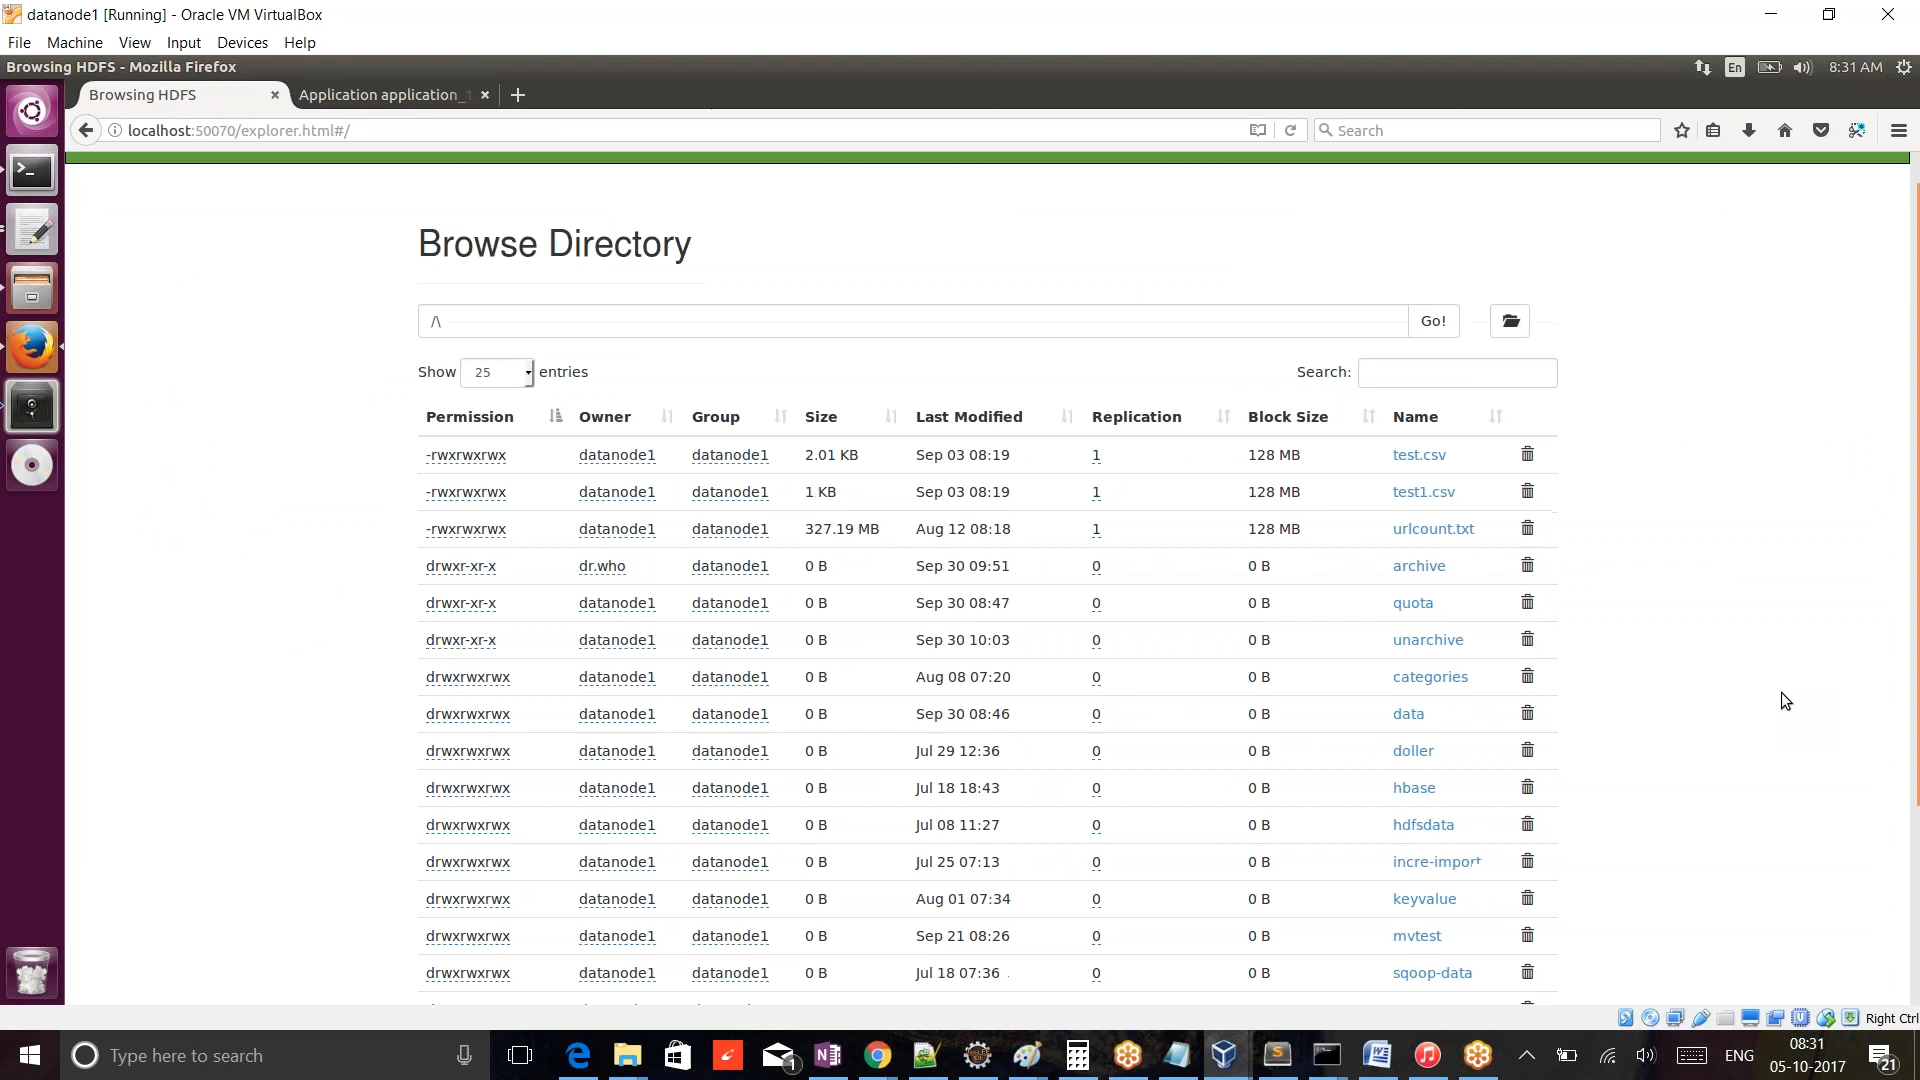 datanode1 [Running] - Oracle VM VirtualBox
File Machine View Input Devices Help
Browsing HDFS - Mozilla Firefox
En 8:31 AM
Browsing HDFS × Application application_1 × +
localhost:50070/explorer.html#/ Search
Browse Directory
/\ Go!
Show 25 entries Search:
Permission Owner Group Size Last Modified Replication Block Size Name
-rwxrwxrwx datanode1 datanode1 2.01 KB Sep 03 08:19 1 128 MB test.csv
-rwxrwxrwx datanode1 datanode1 1 KB Sep 03 08:19 1 128 MB test1.csv
-rwxrwxrwx datanode1 datanode1 327.19 MB Aug 12 08:18 1 128 MB urlcount.txt
drwxr-xr-x dr.who datanode1 0 B Sep 30 09:51 0 0 B archive
drwxr-xr-x datanode1 datanode1 0 B Sep 30 08:47 0 0 B quota
drwxr-xr-x datanode1 datanode1 0 B Sep 30 10:03 0 0 B unarchive
drwxrwxrwx datanode1 datanode1 0 B Aug 08 07:20 0 0 B categories
drwxrwxrwx datanode1 datanode1 0 B Sep 30 08:46 0 0 B data
drwxrwxrwx datanode1 datanode1 0 B Jul 29 12:36 0 0 B doller
drwxrwxrwx datanode1 datanode1 0 B Jul 18 18:43 0 0 B hbase
drwxrwxrwx datanode1 datanode1 0 B Jul 08 11:27 0 0 B hdfsdata
drwxrwxrwx datanode1 datanode1 0 B Jul 25 07:13 0 0 B incre-import
drwxrwxrwx datanode1 datanode1 0 B Aug 01 07:34 0 0 B keyvalue
drwxrwxrwx datanode1 datanode1 0 B Sep 21 08:26 0 0 B mvtest
drwxrwxrwx datanode1 datanode1 0 B Jul 18 07:36 0 0 B sqoop-data
Right Ctrl
Type here to search 1 ENG 08:31
05-10-2017 21